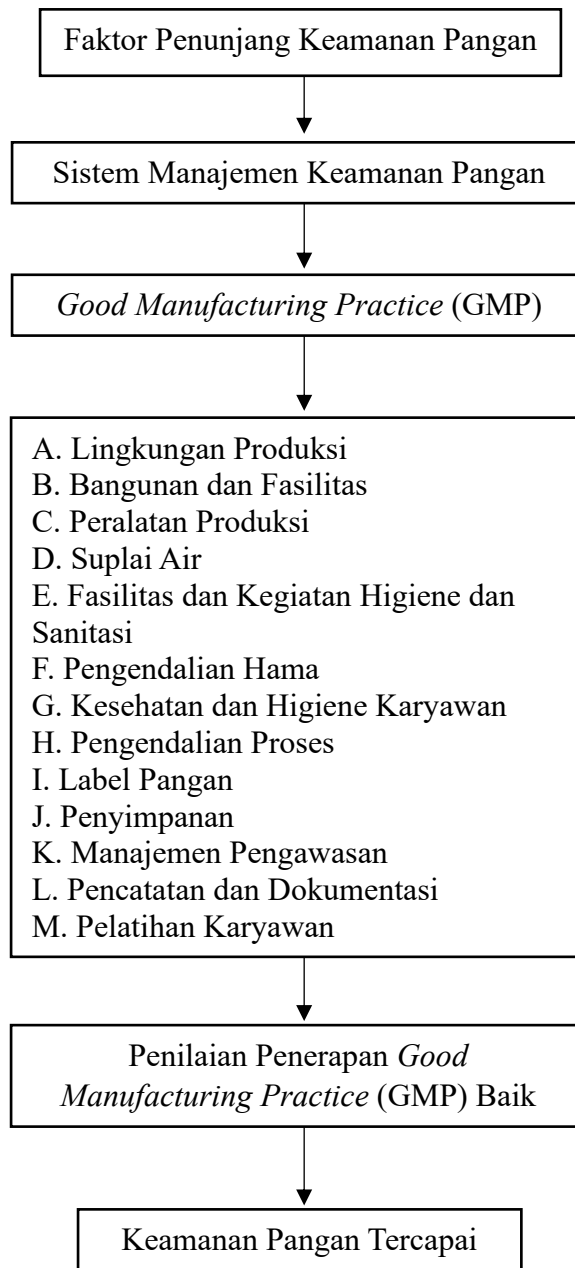 Faktor Penunjang Keamanan Pangan
Sistem Manajemen Keamanan Pangan
Good Manufacturing Practice (GMP)
A. Lingkungan Produksi
B. Bangunan dan Fasilitas
C. Peralatan Produksi
D. Suplai Air
E. Fasilitas dan Kegiatan Higiene dan
Sanitasi
F. Pengendalian Hama
G. Kesehatan dan Higiene Karyawan
H. Pengendalian Proses
I. Label Pangan
J. Penyimpanan
K. Manajemen Pengawasan
L. Pencatatan dan Dokumentasi
M. Pelatihan Karyawan
Penilaian Penerapan Good
Manufacturing Practice (GMP) Baik
Keamanan Pangan Tercapai